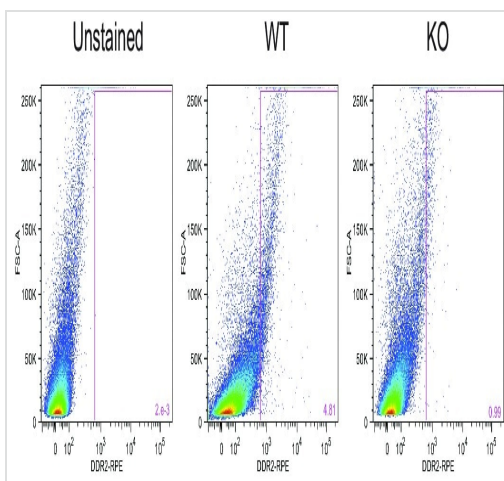 Unstained WT KO
250K 250K 250K
200K 200K 200K
150K 150K 150K
100K 100K 100K
50K 50K 50K
2.e-3 4.81 0.99
0 0 0
0 10² 10³ 10⁴ 10⁵ 0 10² 10³ 10⁴ 10⁵ 0 10² 10³ 10⁴ 10⁵
DDR2-RPE DDR2-RPE DDR2-RPE
FSC-A
FSC-A
FSC-A